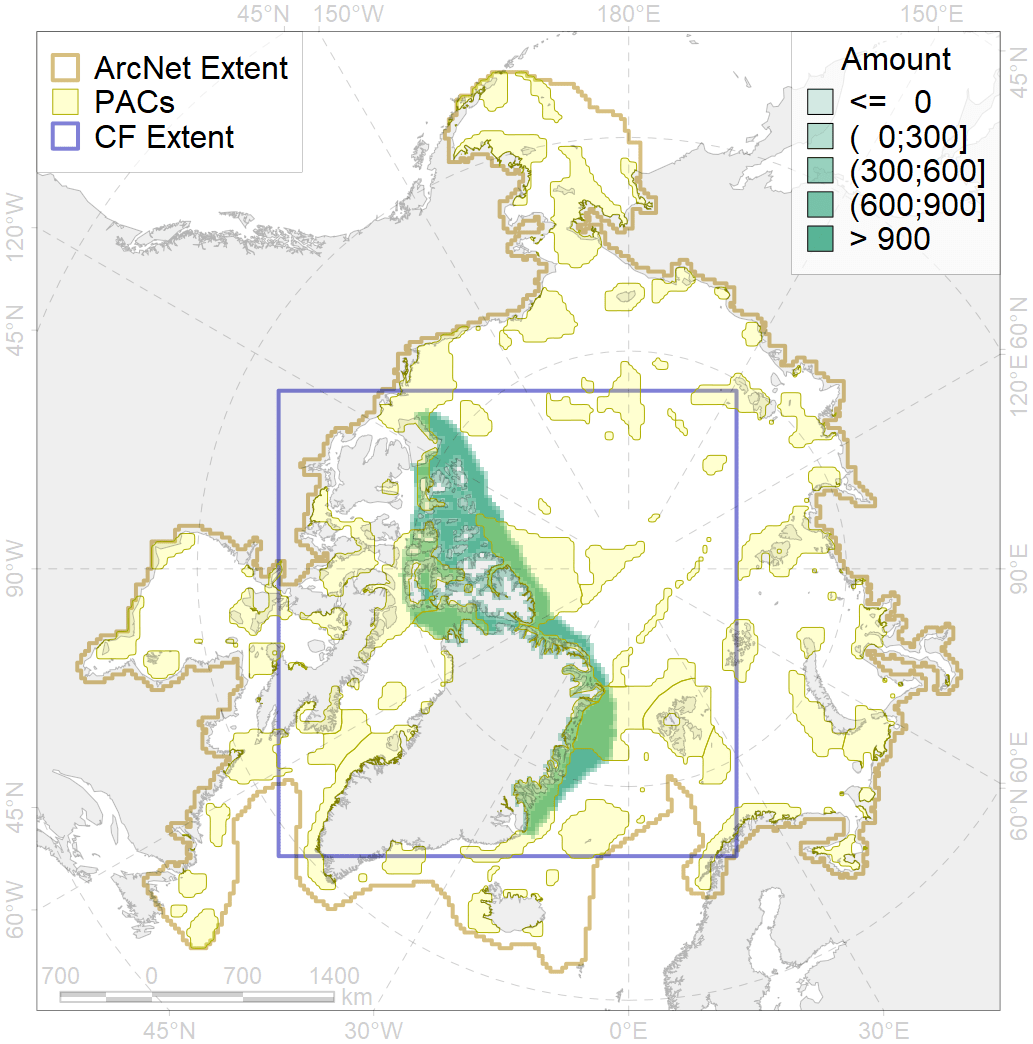 45°N 150°W 180°E 150°E
ArcNet Extent
PACs
CF Extent
Amount
<= 0
( 0;300]
(300;600]
(600;900]
> 900
45°N
120°W
45°N
90°W
45°N
60°W
60°N
120°E
90°E
60°E
60°N
700 0 700 1400
km
45°N 30°W 0°E 30°E